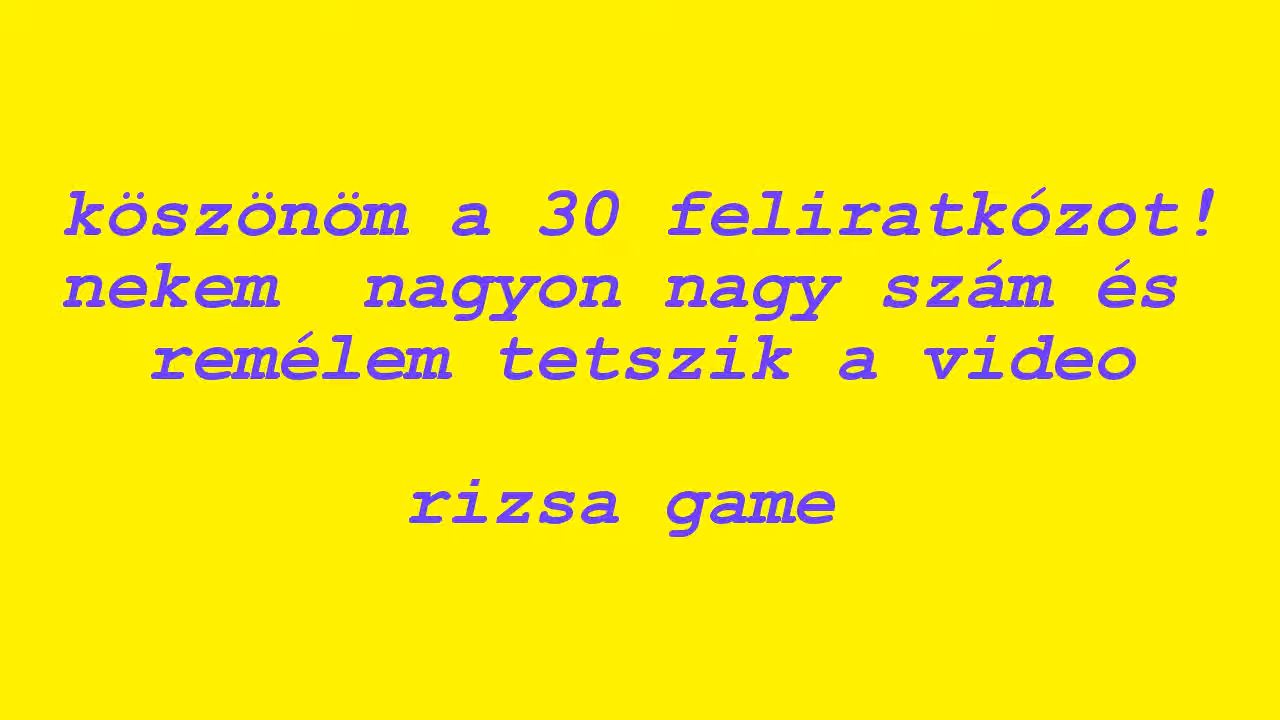 köszönöm a 30 feliratkózot!
nekem  nagyon nagy szám és
remélem tetszik a video
rizsa game